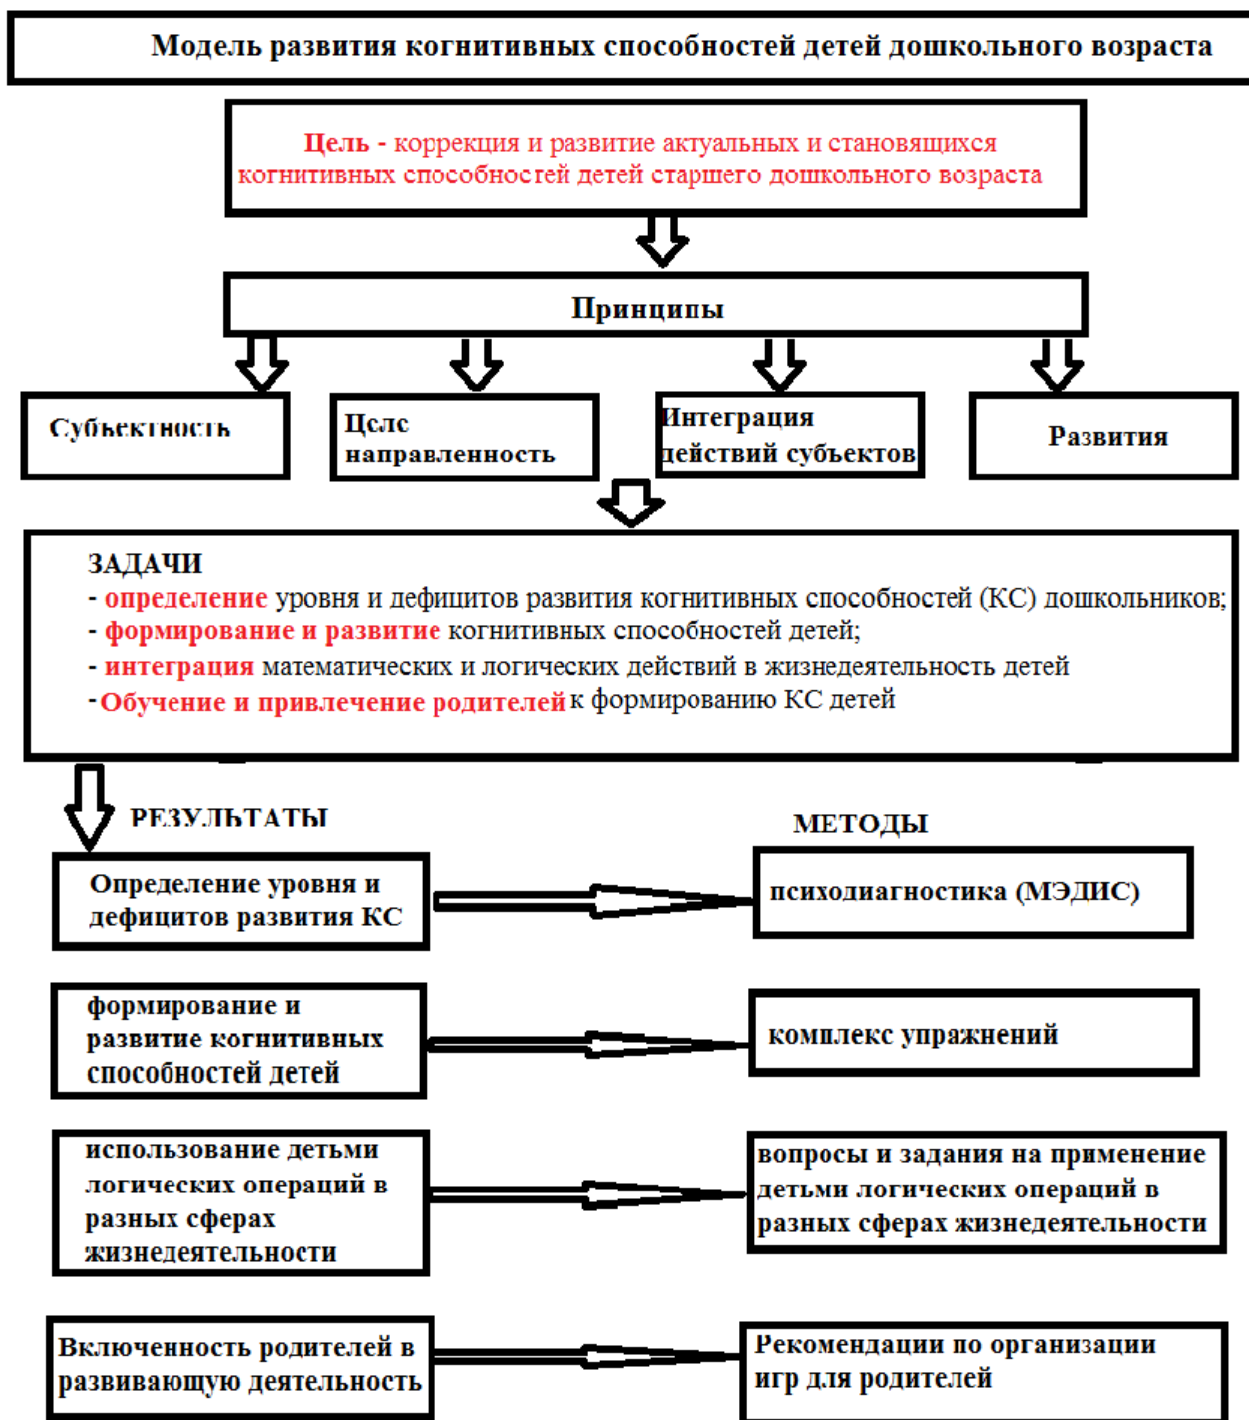 Модель развития когнитивных способностей детей дошкольного возраста
Цель - коррекция и развитие актуальных и становящихся
когнитивных способностей детей старшего дошкольного возраста
Принципы
Субъектность
Целе
направленность
Интеграция
действий субъектов
Развития
ЗАДАЧИ
- определение уровня и дефицитов развития когнитивных способностей (КС) дошкольников;
- формирование и развитие когнитивных способностей детей;
- интеграция математических и логических действий в жизнедеятельность детей
- Обучение и привлечение родителей к формированию КС детей
РЕЗУЛЬТАТЫ
МЕТОДЫ
Определение уровня и
дефицитов развития КС
психодиагностика (МЭДИС)
формирование и
развитие когнитивных
способностей детей
комплекс упражнений
использование детьми
логических операций в
разных сферах
жизнедеятельности
вопросы и задания на применение
детьми логических операций в
разных сферах жизнедеятельности
Включенность родителей в
развивающую деятельность
Рекомендации по организации
игр для родителей